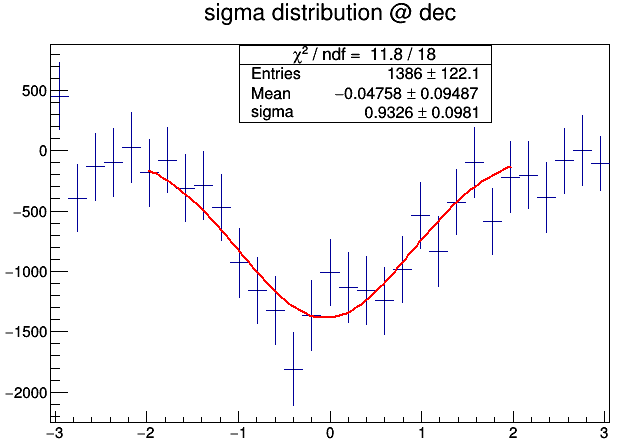 sigma distribution @ dec
χ² / ndf = 11.8 / 18
Entries 1386 ± 122.1
Mean −0.04758 ± 0.09487
sigma 0.9326 ± 0.0981
500
0
−500
−1000
−1500
−2000
−3 −2 −1 0 1 2 3